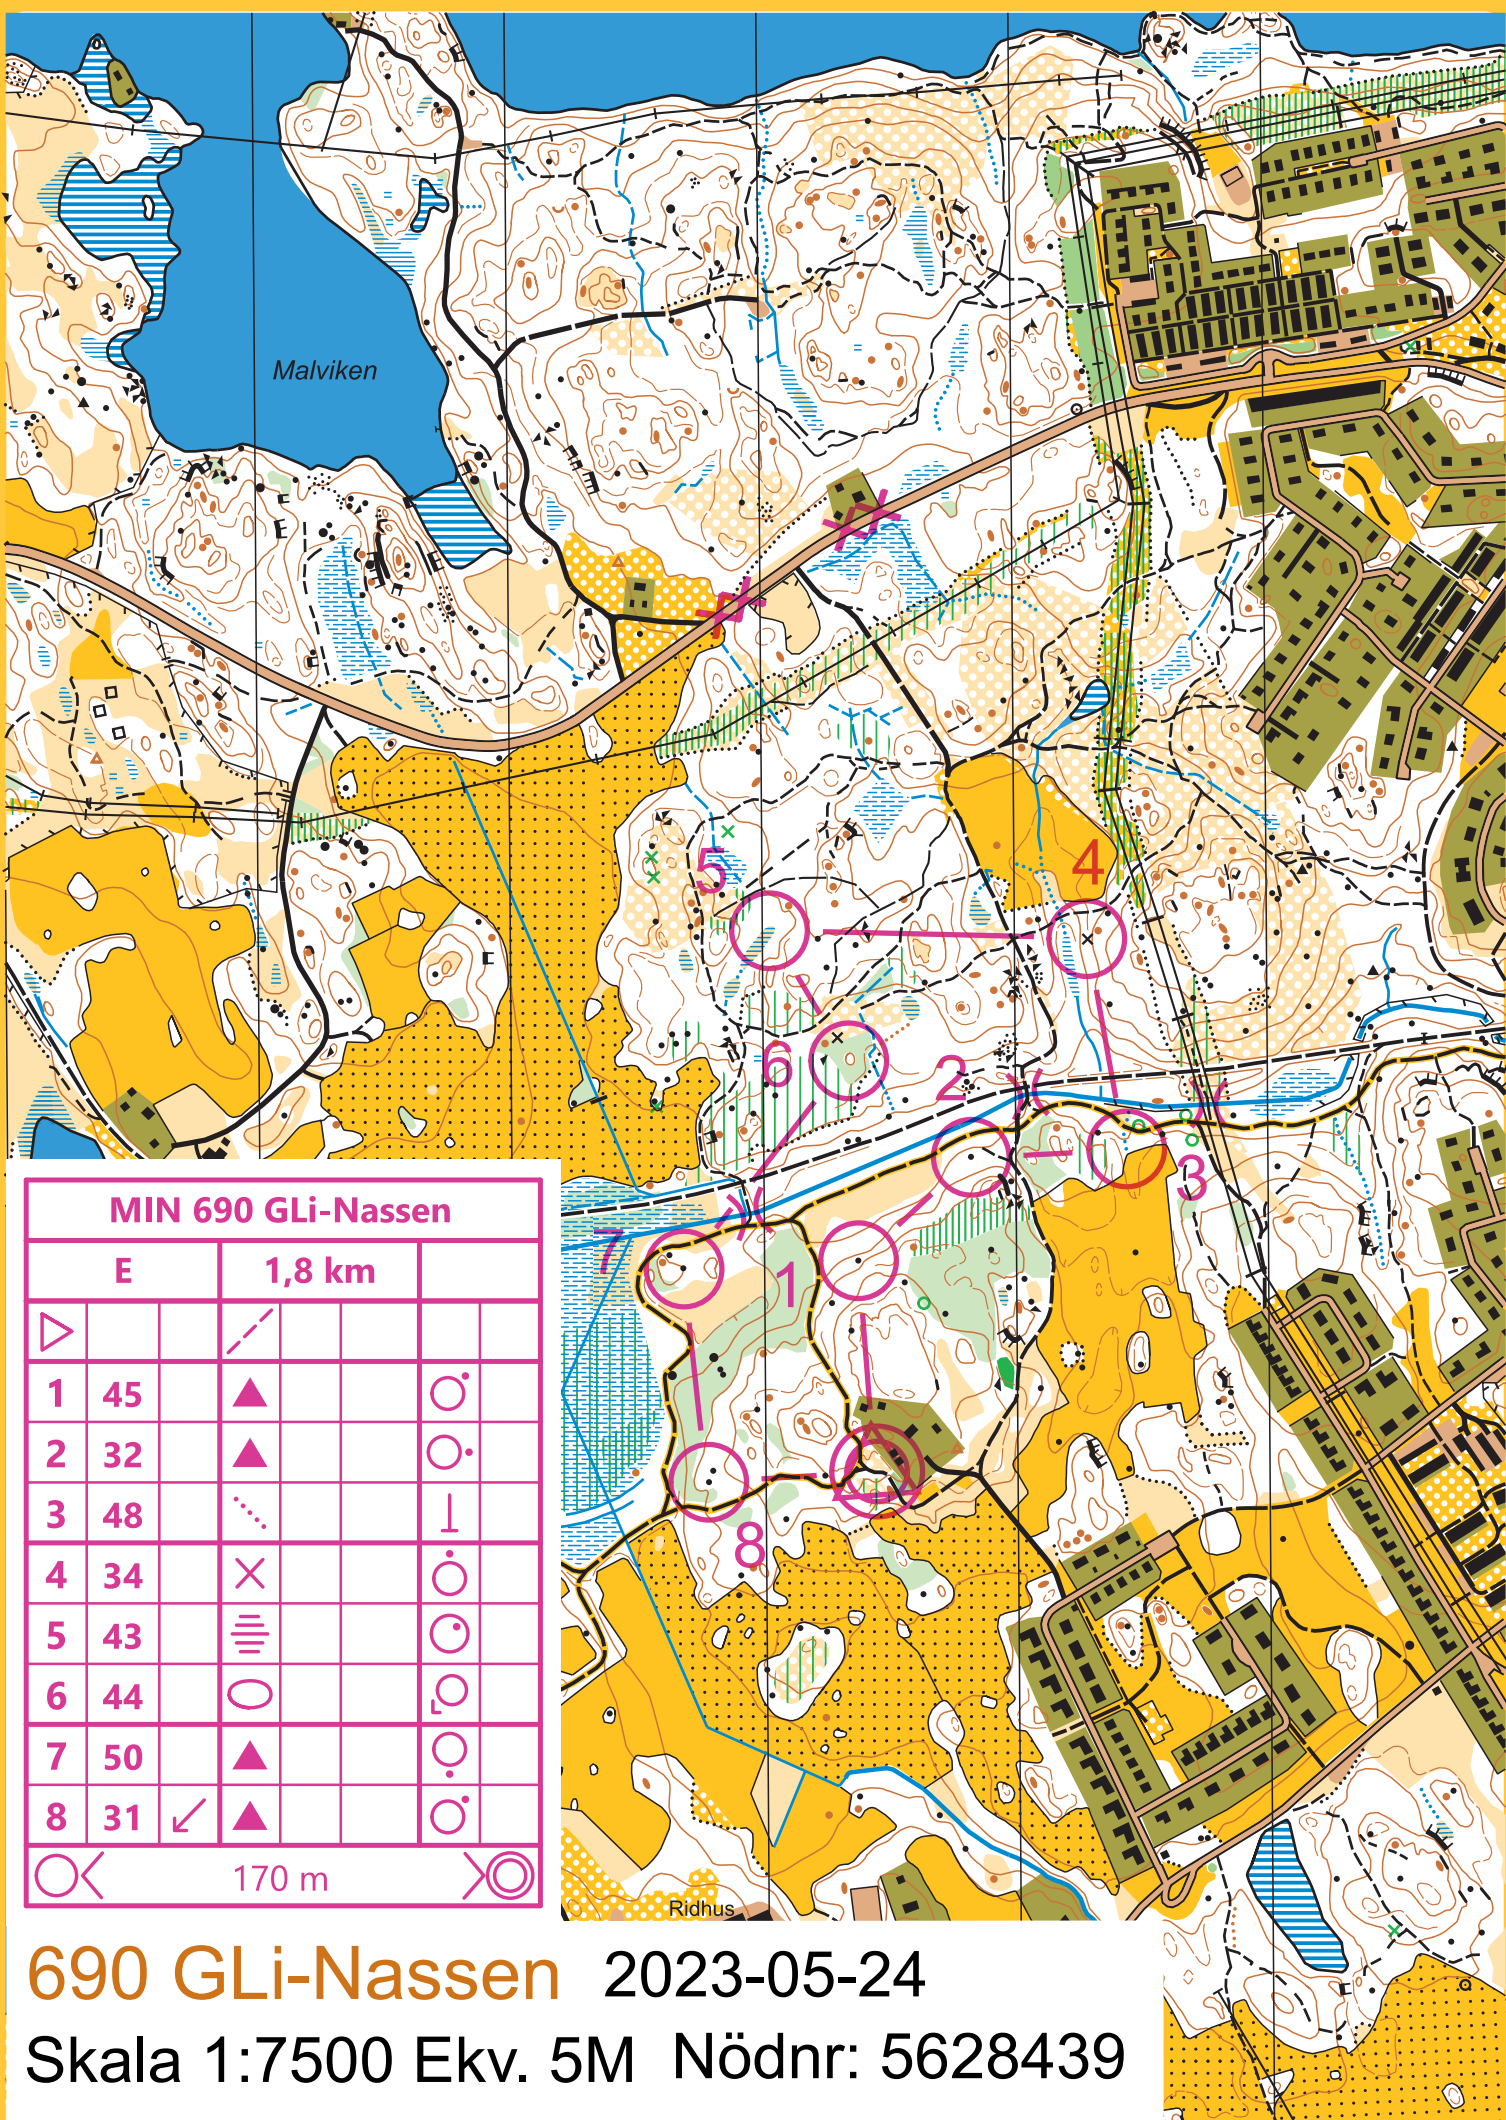 Malviken
5
4
6
2
3
7
1
8
MIN 690 GLi-Nassen
E 1,8 km
1 45
2 32
3 48
4 34
5 43
6 44
7 50
8 31
170 m
Ridhus
690 GLi-Nassen 2023-05-24
Skala 1:7500 Ekv. 5M Nödnr: 5628439